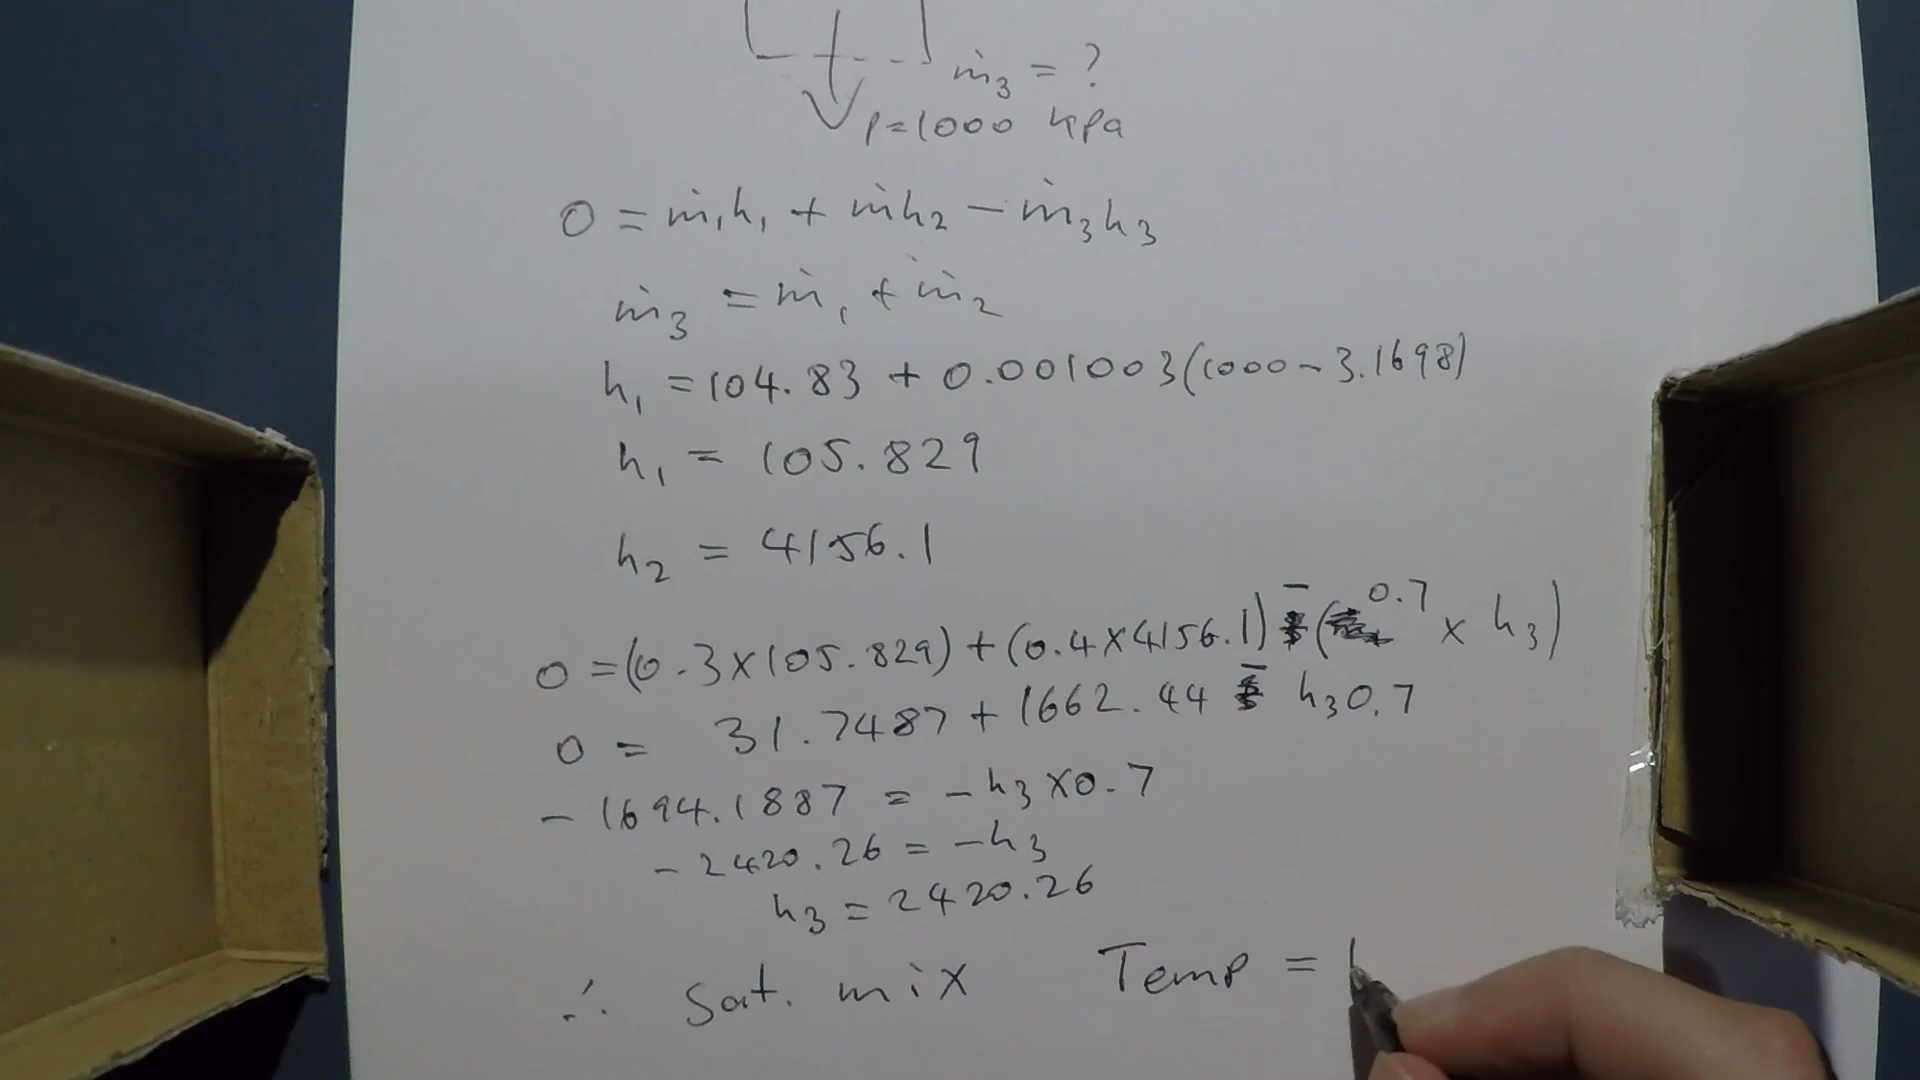 ṁ₃ = ?
P=1000 kpa
0 = ṁ₁h₁ + ṁh₂ − ṁ₃h₃
ṁ₃ = ṁ₁ + ṁ₂
h₁ = 104.83 + 0.001003(1000 − 3.1698)
h₁ = 105.829
h₂ = 4156.1
0 = (0.3×105.829) + (0.4×4156.1) − (0.7 × h₃)
0 = 31.7487 + 1662.44 − h₃0.7
− 1694.1887 = −h₃×0.7
− 2420.26 = −h₃
h₃ = 2420.26
∴ Sat. mix Temp =